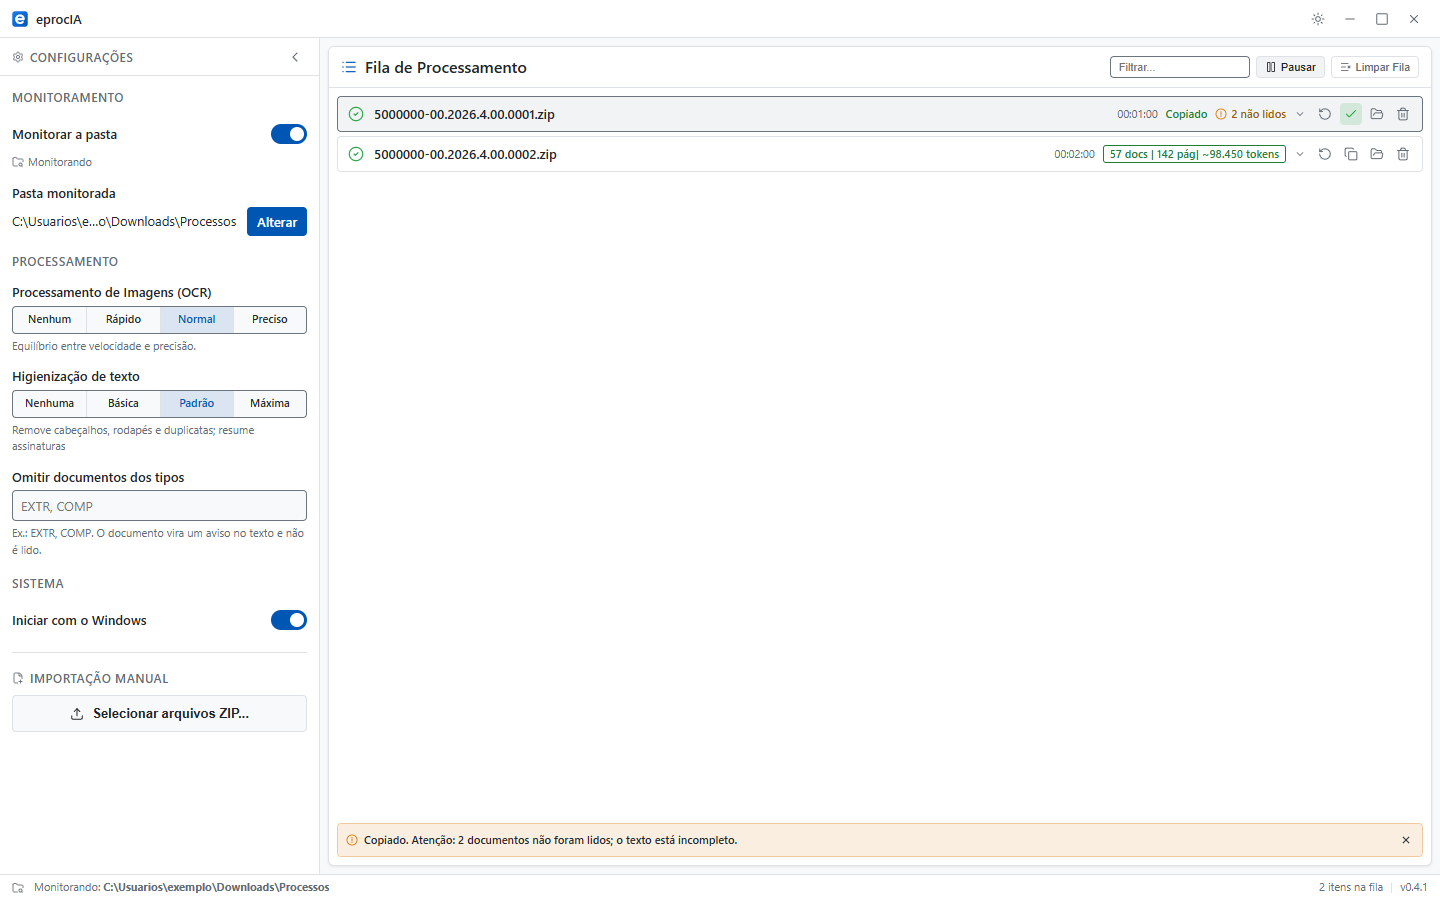 eprocIA
CONFIGURAÇÕES
MONITORAMENTO
Monitorar a pasta
Monitorando
Pasta monitorada
C:\Usuarios\e...o\Downloads\Processos
Alterar
PROCESSAMENTO
Processamento de Imagens (OCR)
Nenhum Rápido Normal Preciso
Equilíbrio entre velocidade e precisão.
Higienização de texto
Nenhuma Básica Padrão Máxima
Remove cabeçalhos, rodapés e duplicatas; resume
assinaturas
Omitir documentos dos tipos
EXTR, COMP
Ex.: EXTR, COMP. O documento vira um aviso no texto e não
é lido.
SISTEMA
Iniciar com o Windows
IMPORTAÇÃO MANUAL
Selecionar arquivos ZIP...
Fila de Processamento
Filtrar...
Pausar
Limpar Fila
5000000-00.2026.4.00.0001.zip 00:01:00 Copiado 2 não lidos
5000000-00.2026.4.00.0002.zip 00:02:00 57 docs | 142 pág| ~98.450 tokens
Copiado. Atenção: 2 documentos não foram lidos; o texto está incompleto.
Monitorando: C:\Usuarios\exemplo\Downloads\Processos
2 itens na fila
v0.4.1